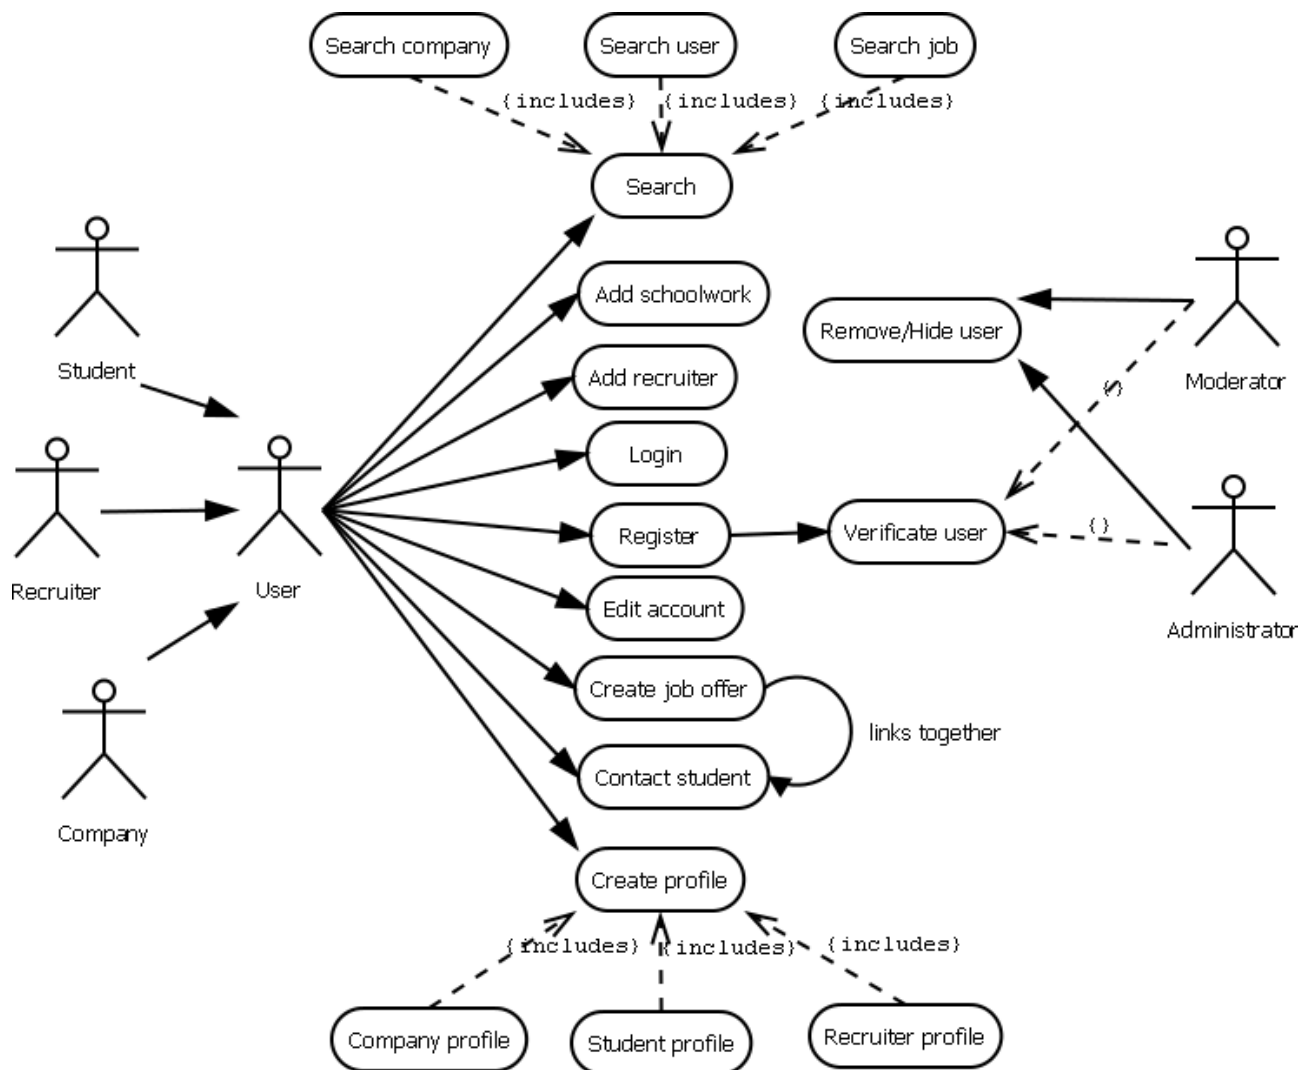 Search company
Search user
Search job
{includes}
{includes}
{includes}
Search
Student
Add schoolwork
Remove/Hide user
Moderator
Add recruiter
{}
Login
Recruiter
User
Register
Verificate user
{}
Administrator
Edit account
Create job offer
links together
Contact student
Company
Create profile
{includes}
{includes}
{includes}
Company profile
Student profile
Recruiter profile